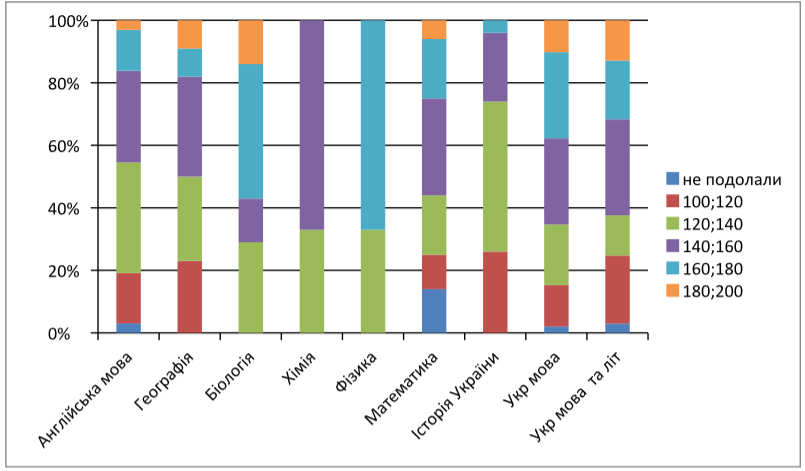 100%
80%
60%
40%
20%
0%
Англійська мова
Географія
Біологія
Хімія
Фізика
Математика
Історія України
Укр мова
Укр мова та літ
не подолали
100;120
120;140
140;160
160;180
180;200